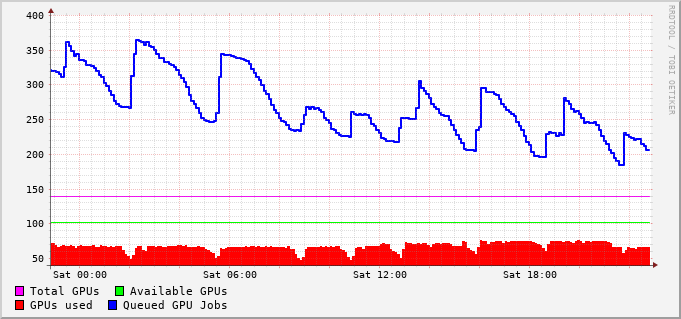 400
350
300
250
200
150
100
50
Sat 00:00 Sat 06:00 Sat 12:00 Sat 18:00
Total GPUs Available GPUs
GPUs used Queued GPU Jobs
RRDTOOL / TOBI OETIKER